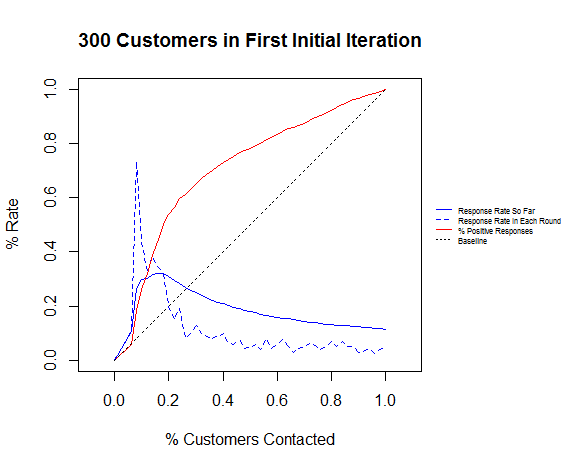 300 Customers in First Initial Iteration
% Rate
1.0
0.8
0.6
0.4
0.2
0.0
0.0 0.2 0.4 0.6 0.8 1.0
% Customers Contacted
Response Rate So Far
Response Rate In Each Round
% Positive Responses
Baseline